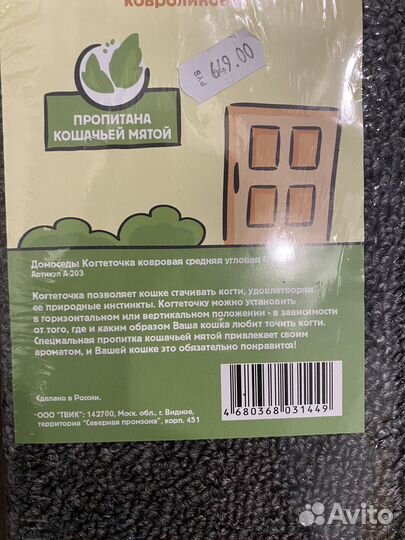 ковролиновая
РУБ 649.00
ПРОПИТАНА
КОШАЧЬЕЙ МЯТОЙ
Домоседы Когтеточка ковровая средняя угловая
Артикул А-203
Когтеточка позволяет кошке стачивать когти, удовлетворяя
ее природные инстинкты. Когтеточку можно установить
в горизонтальном или вертикальном положении - в зависимости
от того, где и каким образом Ваша кошка любит точить когти.
Специальная пропитка кошачьей мятой привлекает своим
ароматом, и Вашей кошке это обязательно понравится!
Сделано в России.
ООО "ТВИК": 142700, Моск. обл., г. Видное,
территория "Северная промзона", корп. 451
4 680368 031449
Avito